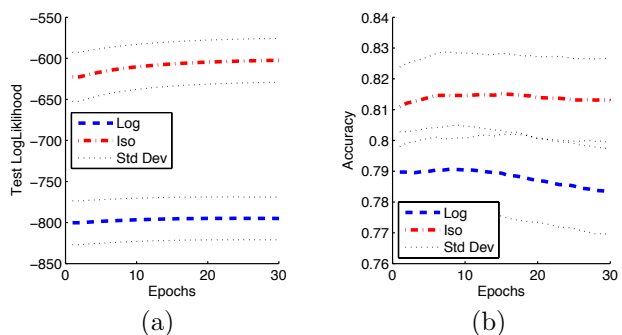 −550
−600
−650
−700
−750
−800
−850
0 10 20 30
Test LogLiklihood
Epochs
Log
Iso
Std Dev
(a)
0.84
0.83
0.82
0.81
0.8
0.79
0.78
0.77
0.76
0 10 20 30
Accuracy
Epochs
Log
Iso
Std Dev
(b)